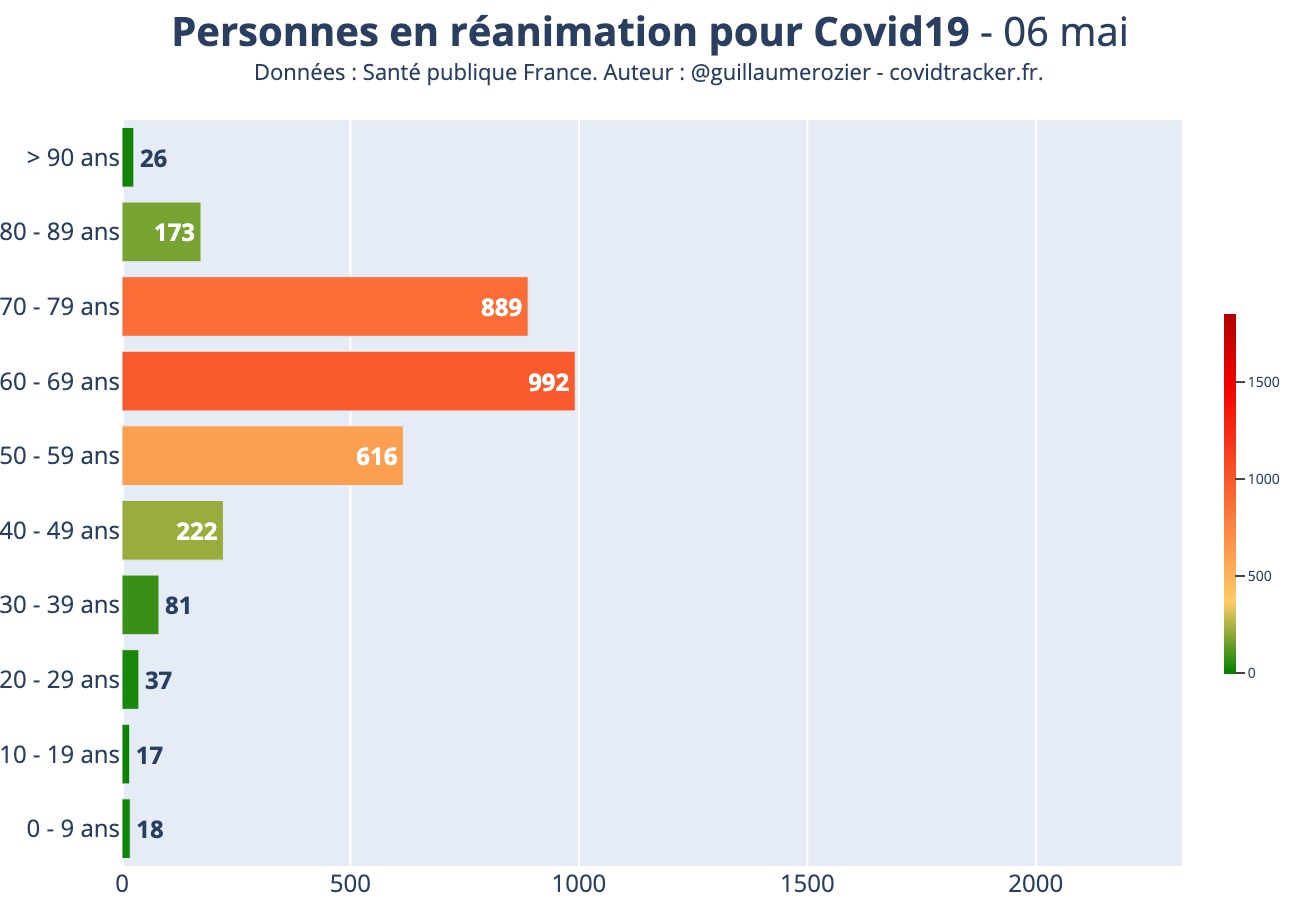 Personnes en réanimation pour Covid19 - 06 mai
Données : Santé publique France. Auteur : @guillaumerozier - covidtracker.fr.
> 90 ans 26
80 - 89 ans 173
70 - 79 ans 889
60 - 69 ans 992
50 - 59 ans 616
40 - 49 ans 222
30 - 39 ans 81
20 - 29 ans 37
10 - 19 ans 17
0 - 9 ans 18
0 500 1000 1500 2000
1500
1000
500
0